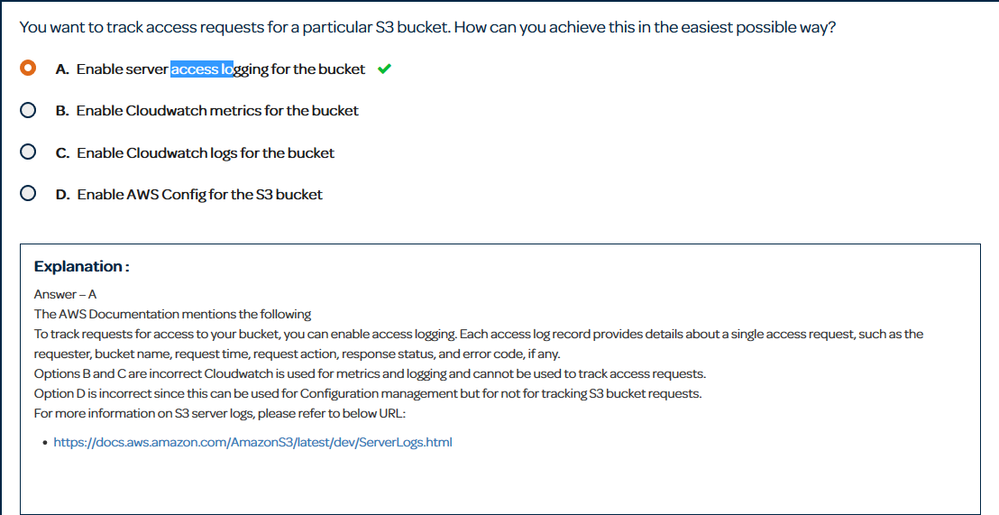 You want to track access requests for a particular S3 bucket. How can you achieve this in the easiest possible way?
A. Enable server access logging for the bucket
B. Enable Cloudwatch metrics for the bucket
C. Enable Cloudwatch logs for the bucket
D. Enable AWS Config for the S3 bucket
Explanation :
Answer – A
The AWS Documentation mentions the following
To track requests for access to your bucket, you can enable access logging. Each access log record provides details about a single access request, such as the
requester, bucket name, request time, request action, response status, and error code, if any.
Options B and C are incorrect Cloudwatch is used for metrics and logging and cannot be used to track access requests.
Option D is incorrect since this can be used for Configuration management but for not for tracking S3 bucket requests.
For more information on S3 server logs, please refer to below URL:
• https://docs.aws.amazon.com/AmazonS3/latest/dev/ServerLogs.html